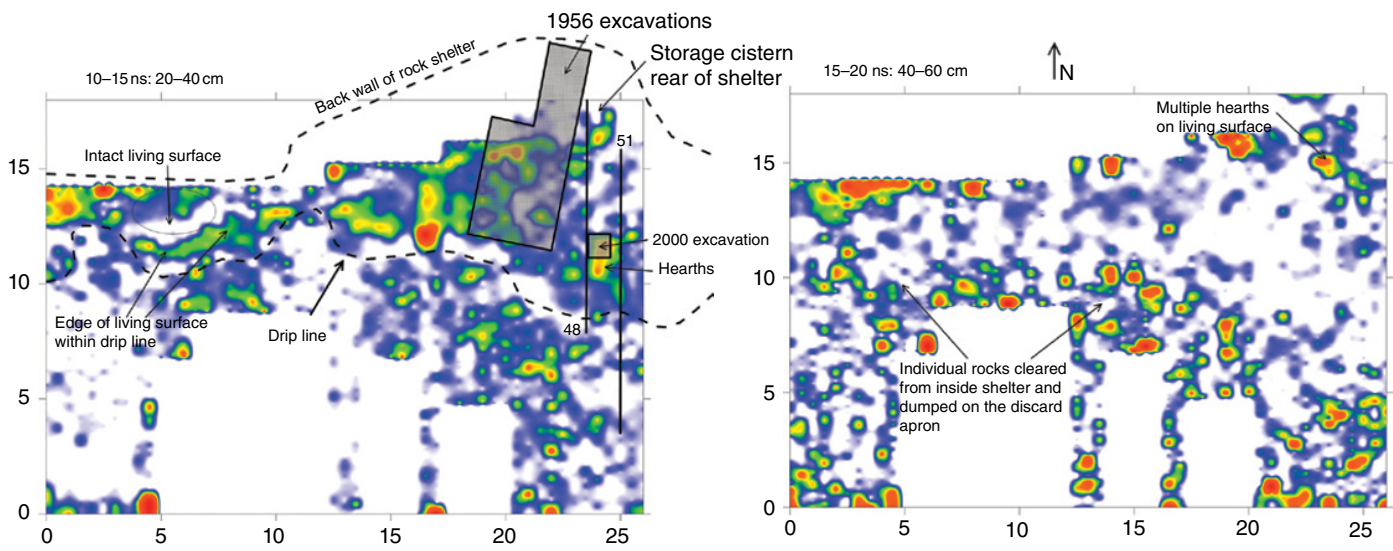 1956 excavations
10–15 ns: 20–40 cm
Back wall of rock shelter
Storage cistern
rear of shelter
Intact living surface
51
2000 excavation
Hearths
Edge of living surface
within drip line
Drip line
48
15
10
5
0
0
5
10
15
20
25
15–20 ns: 40–60 cm
N
Multiple hearths
on living surface
Individual rocks cleared
from inside shelter and
dumped on the discard
apron
15
10
5
0
0
5
10
15
20
25